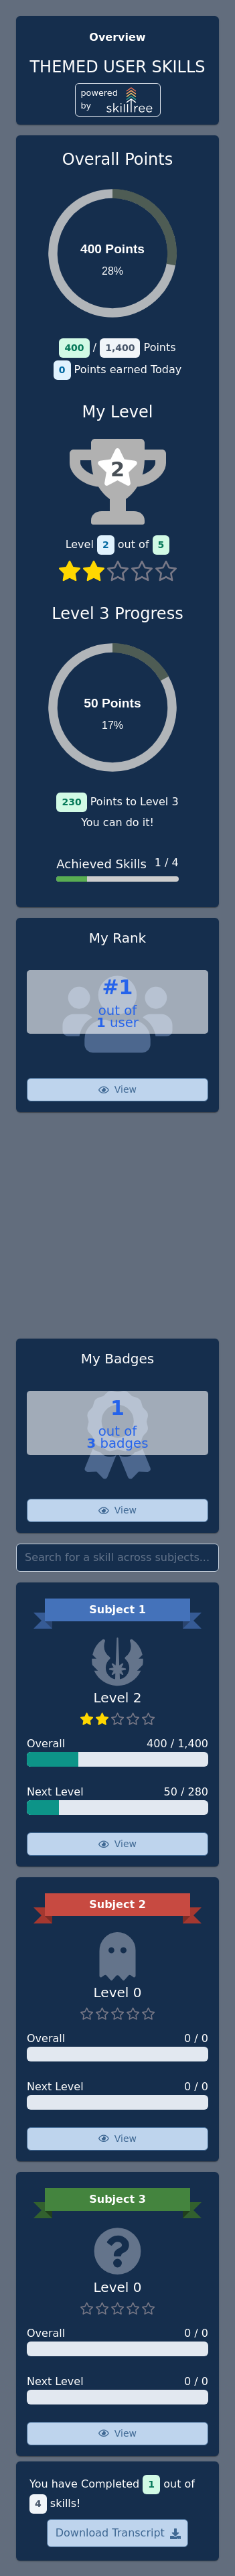 Overview
THEMED USER SKILLS
powered
by
skilltree
Overall Points
400 Points
28%
400 / 1,400 Points
0 Points earned Today
My Level
2
Level 2 out of 5
Level 3 Progress
50 Points
17%
230 Points to Level 3
You can do it!
Achieved Skills 1 / 4
My Rank
#1
out of
1 user
View
My Badges
1
out of
3 badges
View
Search for a skill across subjects...
Subject 1
Level 2
Overall 400 / 1,400
Next Level 50 / 280
View
Subject 2
Level 0
Overall 0 / 0
Next Level 0 / 0
View
Subject 3
Level 0
Overall 0 / 0
Next Level 0 / 0
View
You have Completed 1 out of
4 skills!
Download Transcript